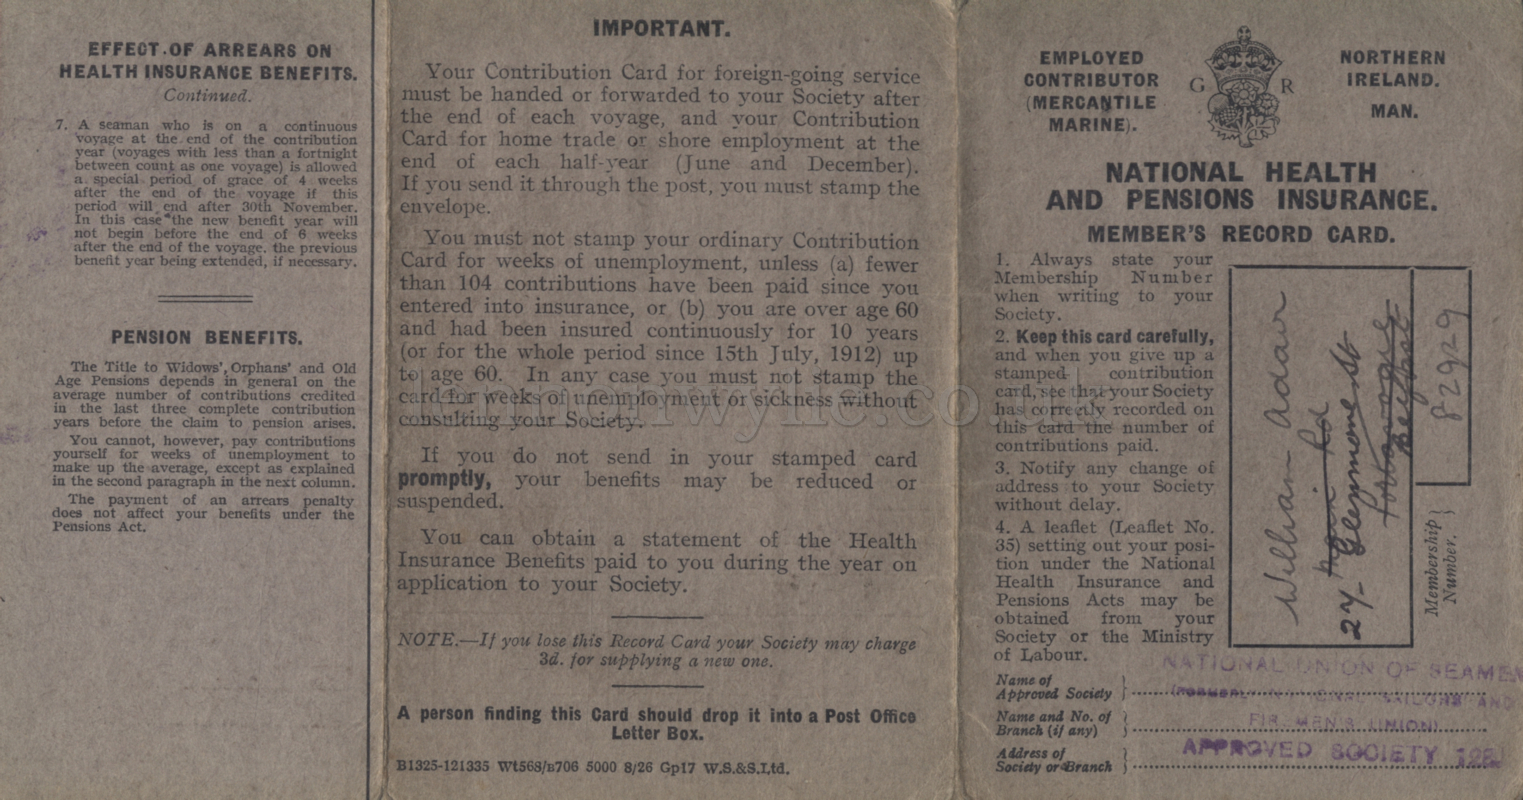 EFFECT OF ARREARS ON
HEALTH INSURANCE BENEFITS.
Continued.
7. A seaman who is on a continuous
voyage at the end of the contribution
year (voyages with less than a fortnight
between count as one voyage) is allowed
a special period of grace of 4 weeks
after the end of the voyage if this
period will end after 30th November.
In this case the new benefit year will
not begin before the end of 6 weeks
after the end of the voyage, the previous
benefit year being extended, if necessary.
PENSION BENEFITS.
The Title to Widows', Orphans' and Old
Age Pensions depends in general on the
average number of contributions credited
in the last three complete contribution
years before the claim to pension arises.
You cannot, however, pay contributions
yourself for weeks of unemployment to
make up the average, except as explained
in the second paragraph in the next column.
The payment of an arrears penalty
does not affect your benefits under the
Pensions Act.
IMPORTANT.
Your Contribution Card for foreign-going service
must be handed or forwarded to your Society after
the end of each voyage, and your Contribution
Card for home trade or shore employment at the
end of each half-year (June and December).
If you send it through the post, you must stamp the
envelope.
You must not stamp your ordinary Contribution
Card for weeks of unemployment, unless (a) fewer
than 104 contributions have been paid since you
entered into insurance, or (b) you are over age 60
and had been insured continuously for 10 years
(or for the whole period since 15th July, 1912) up
to age 60. In any case you must not stamp the
card for weeks of unemployment or sickness without
consulting your Society.
If you do not send in your stamped card
promptly, your benefits may be reduced or
suspended.
You can obtain a statement of the Health
Insurance Benefits paid to you during the year on
application to your Society.
NOTE.—If you lose this Record Card your Society may charge
3d. for supplying a new one.
A person finding this Card should drop it into a Post Office
Letter Box.
B1325-121335 Wt568/B706 5000 8/26 Gp17 W.S.&S.Ltd.
EMPLOYED
CONTRIBUTOR
(MERCANTILE
MARINE).
G R
NORTHERN
IRELAND.
MAN.
NATIONAL HEALTH
AND PENSIONS INSURANCE.
MEMBER'S RECORD CARD.
1. Always state your
Membership Number
when writing to your
Society.
2. Keep this card carefully,
and when you give up a
stamped contribution
card, see that your Society
has correctly recorded on
this card the number of
contributions paid.
3. Notify any change of
address to your Society
without delay.
4. A leaflet (Leaflet No.
35) setting out your posi-
tion under the National
Health Insurance and
Pensions Acts may be
obtained from your
Society or the Ministry
of Labour.
William Adair
Rd
27 Glenmore St
Belfast
Membership
Number.
82929
Name of
Approved Society
Name and No. of
Branch (if any)
Address of
Society or Branch
NATIONAL UNION OF SEAMEN
(FORMERLY NATIONAL SAILORS' AND
FIREMEN'S UNION)
APPROVED SOCIETY